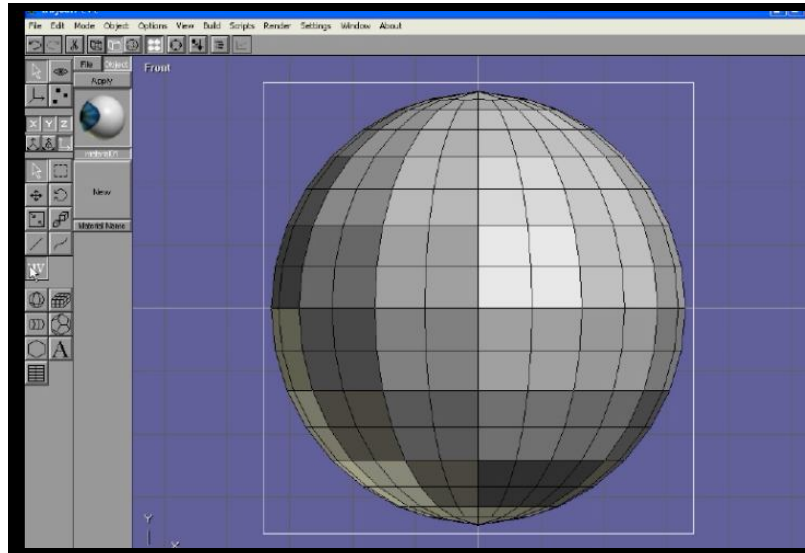 File Edit Mode Object Options View Build Scripts Render Settings Window About
File Object
Apply
Front
X Y Z
New
Material Name
UV
A
Y
X